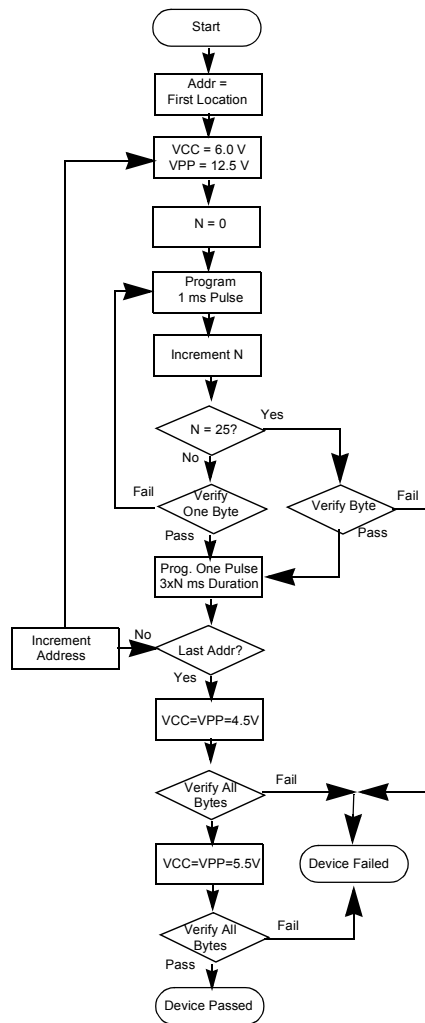 Start
Addr =
First Location
VCC = 6.0 V
VPP = 12.5 V
N = 0
Program
1 ms Pulse
Increment N
N = 25?
Yes
No
Fail
Verify
One Byte
Verify Byte
Fail
Pass
Pass
Prog. One Pulse
3xN ms Duration
Increment
Address
No
Last Addr?
Yes
VCC=VPP=4.5V
Verify All
Bytes
Fail
VCC=VPP=5.5V
Device Failed
Verify All
Bytes
Fail
Pass
Device Passed